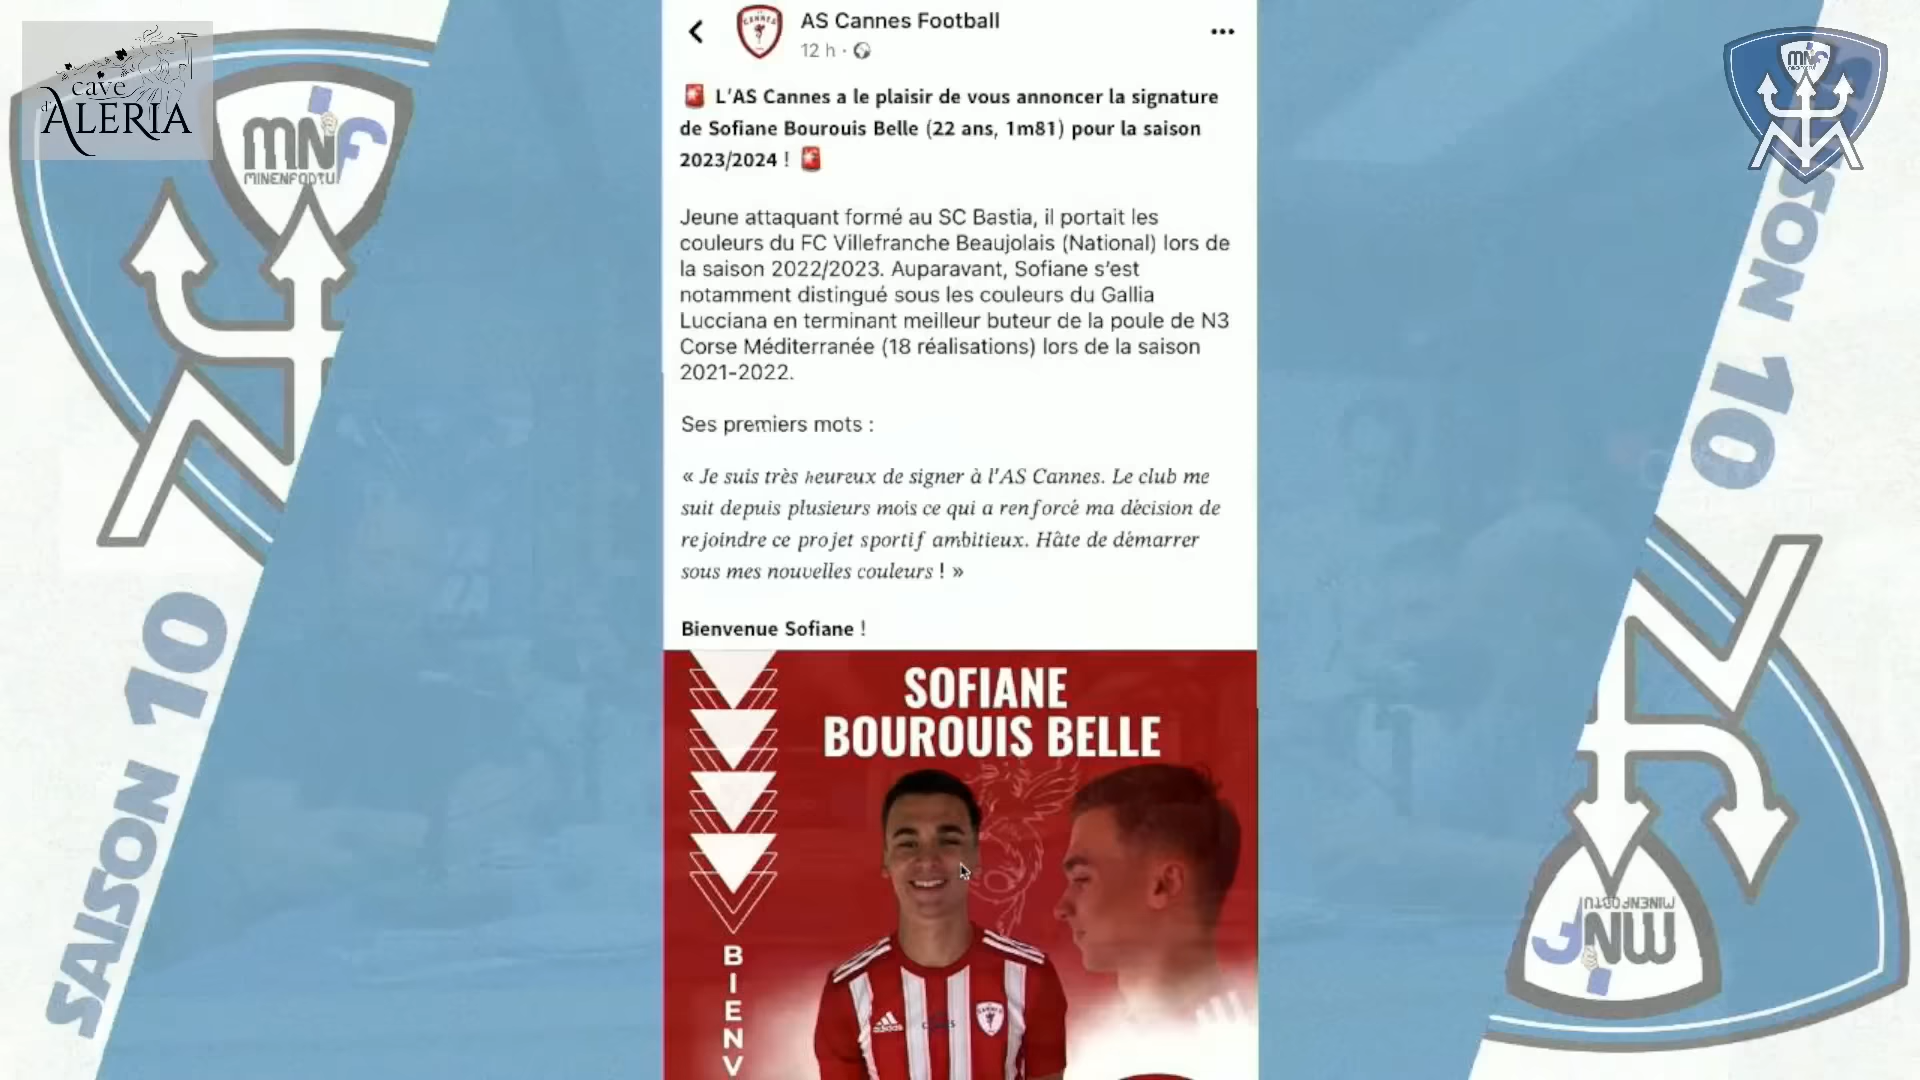 cave
d'ALERIA
MNF
MINENFOOTU
SAISON 10
AS Cannes Football
12 h ·
CANNES
🚨 L'AS Cannes a le plaisir de vous annoncer la signature
de Sofiane Bourouis Belle (22 ans, 1m81) pour la saison
2023/2024 ! 🚨
Jeune attaquant formé au SC Bastia, il portait les
couleurs du FC Villefranche Beaujolais (National) lors de
la saison 2022/2023. Auparavant, Sofiane s'est
notamment distingué sous les couleurs du Gallia
Lucciana en terminant meilleur buteur de la poule de N3
Corse Méditerranée (18 réalisations) lors de la saison
2021-2022.
Ses premiers mots :
« Je suis très heureux de signer à l'AS Cannes. Le club me
suit depuis plusieurs mois ce qui a renforcé ma décision de
rejoindre ce projet sportif ambitieux. Hâte de démarrer
sous mes nouvelles couleurs ! »
Bienvenue Sofiane !
SOFIANE
BOUROUIS BELLE
BIENV
adidas
MNF
SAISON 10
MNF
MINENFOOTU